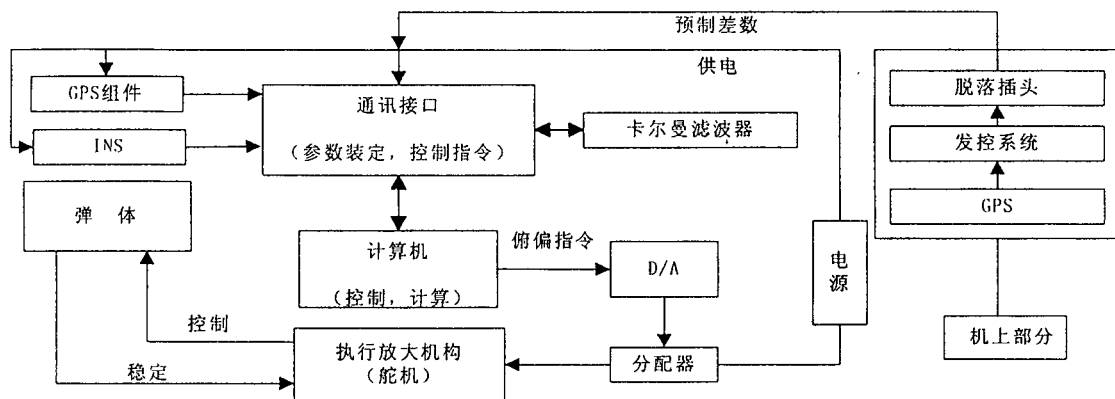 预制差数
供电
GPS组件
INS
通讯接口
（参数装定，控制指令）
卡尔曼滤波器
脱落插头
发控系统
GPS
弹 体
计算机
（控制，计算）
俯偏指令
D/A
电源
机上部分
控制
稳定
执行放大机构
（舵机）
分配器